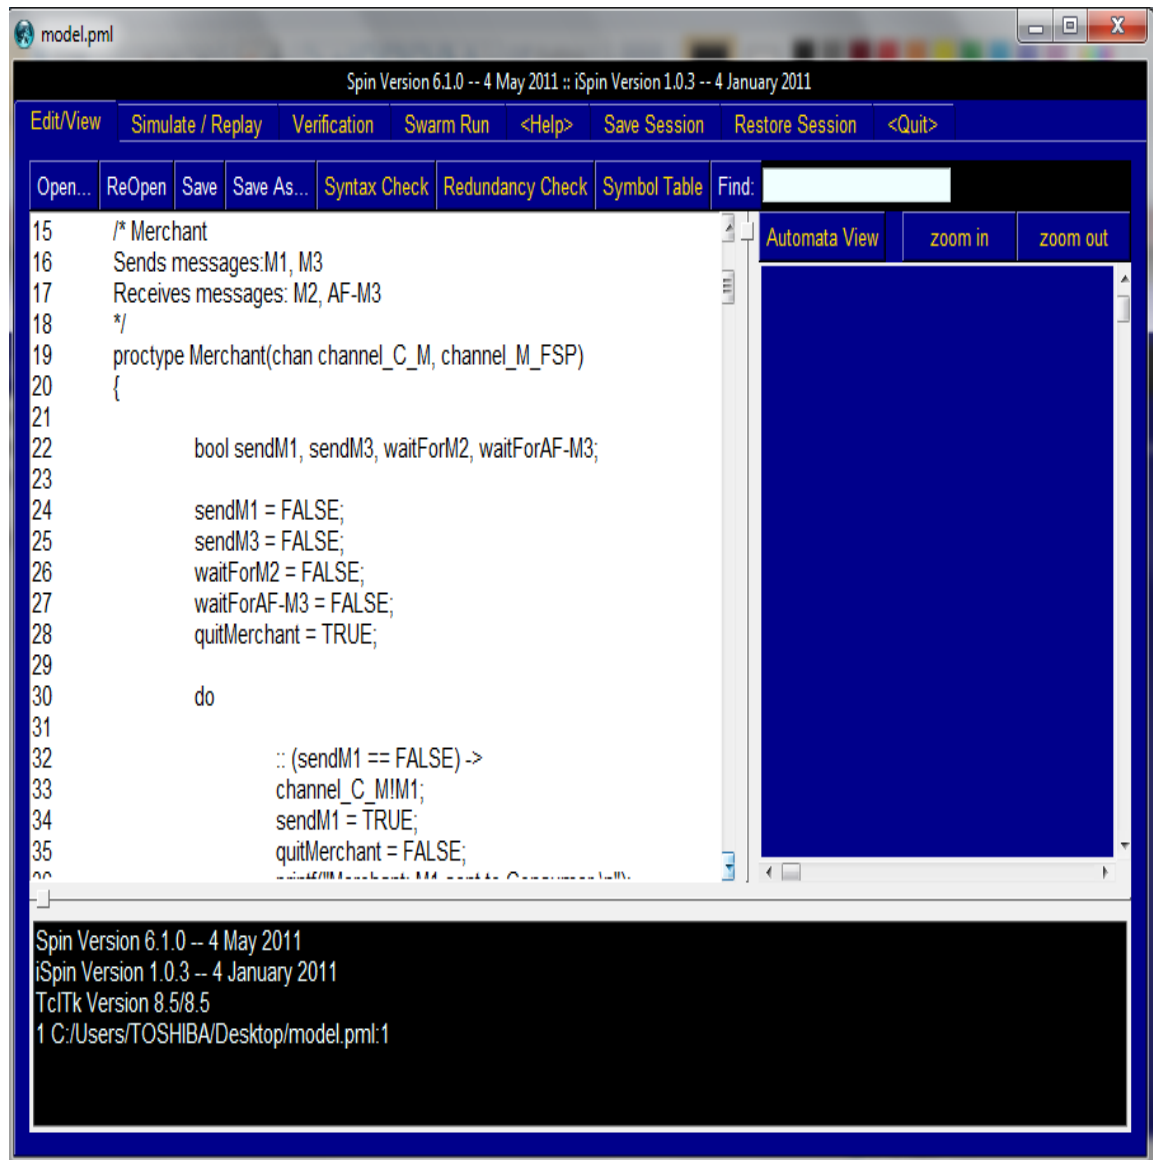 model.pml
Spin Version 6.1.0 -- 4 May 2011 :: iSpin Version 1.0.3 -- 4 January 2011
Edit/View Simulate / Replay Verification Swarm Run <Help> Save Session Restore Session <Quit>
Open... ReOpen Save Save As... Syntax Check Redundancy Check Symbol Table Find:
Automata View zoom in zoom out
15 /* Merchant
16 Sends messages:M1, M3
17 Receives messages: M2, AF-M3
18 */
19 proctype Merchant(chan channel_C_M, channel_M_FSP)
20 {
21
22 bool sendM1, sendM3, waitForM2, waitForAF-M3;
23
24 sendM1 = FALSE;
25 sendM3 = FALSE;
26 waitForM2 = FALSE;
27 waitForAF-M3 = FALSE;
28 quitMerchant = TRUE;
29
30 do
31
32 :: (sendM1 == FALSE) ->
33 channel_C_M!M1;
34 sendM1 = TRUE;
35 quitMerchant = FALSE;
36 printf("Merchant: M1 sent to Consumer \n");
Spin Version 6.1.0 -- 4 May 2011
iSpin Version 1.0.3 -- 4 January 2011
TclTk Version 8.5/8.5
1 C:/Users/TOSHIBA/Desktop/model.pml:1